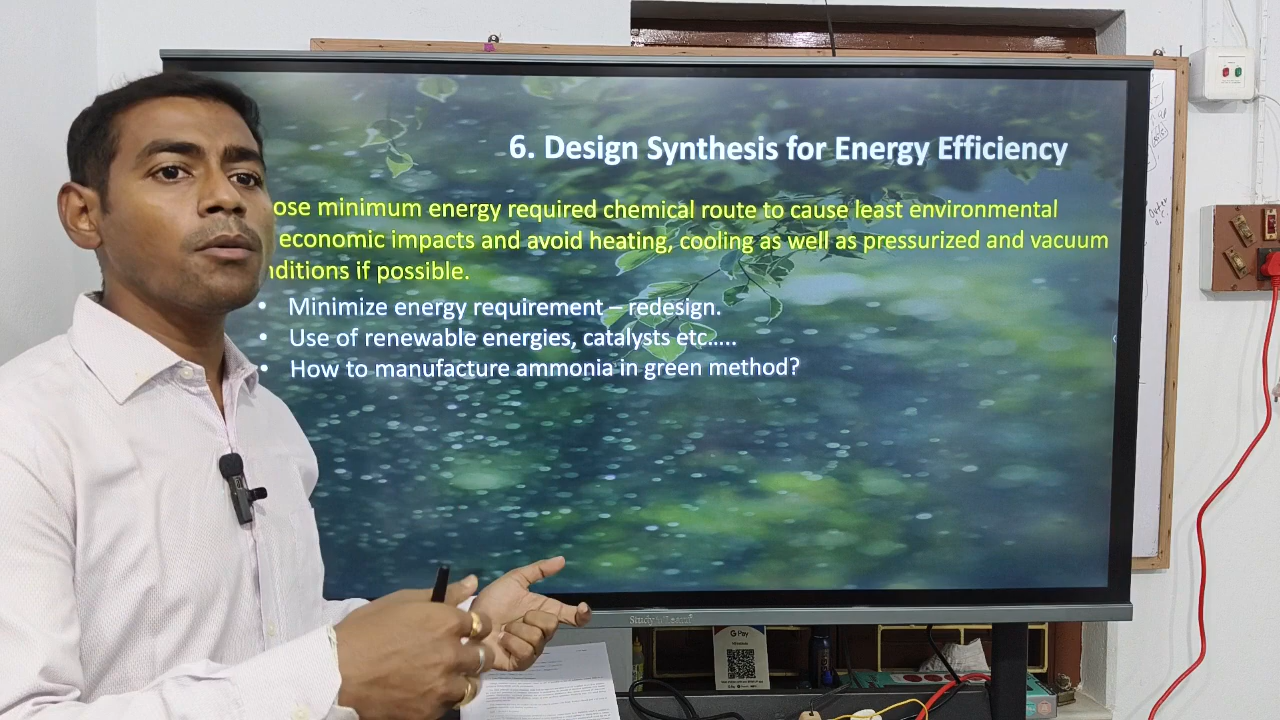 6. Design Synthesis for Energy Efficiency
ose minimum energy required chemical route to cause least environmental
economic impacts and avoid heating, cooling as well as pressurized and vacuum
nditions if possible.
• Minimize energy requirement – redesign.
• Use of renewable energies, catalysts etc.....
• How to manufacture ammonia in green method?
G Pay